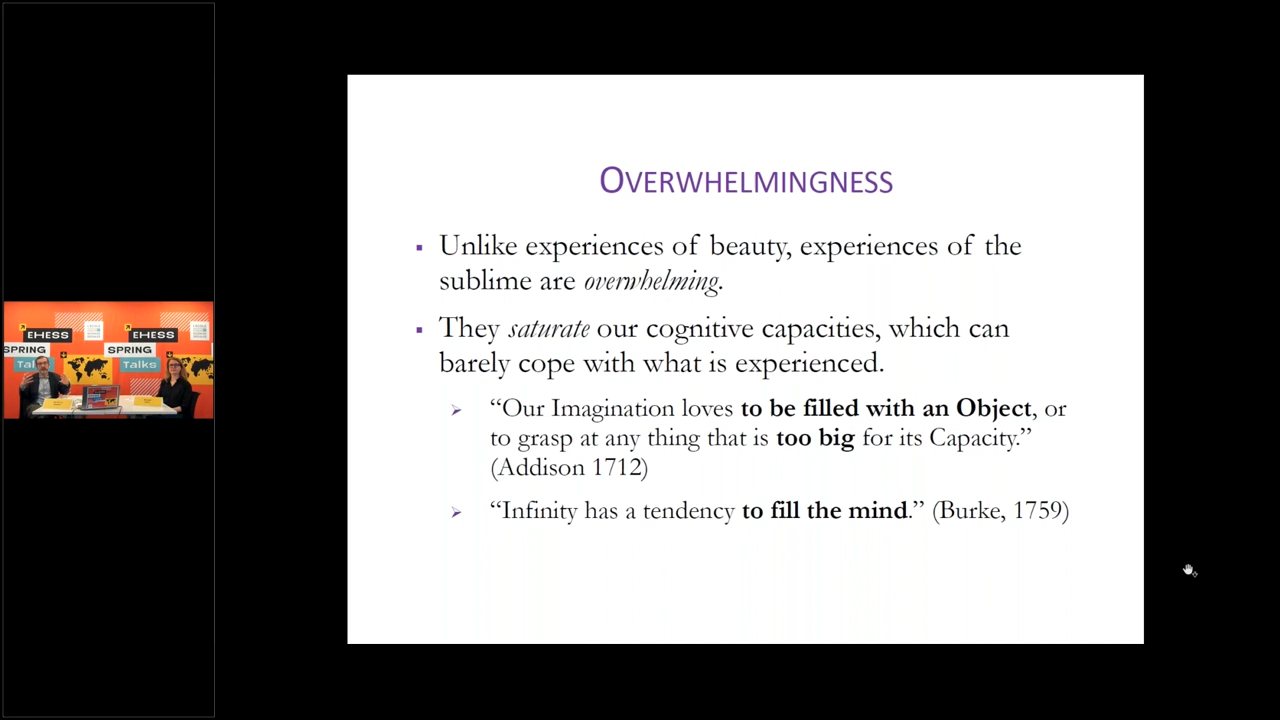 OVERWHELMINGNESS
▪ Unlike experiences of beauty, experiences of the
sublime are overwhelming.
▪ They saturate our cognitive capacities, which can
barely cope with what is experienced.
➢ “Our Imagination loves to be filled with an Object, or
to grasp at any thing that is too big for its Capacity.”
(Addison 1712)
➢ “Infinity has a tendency to fill the mind.” (Burke, 1759)
EHESS
EHESS
SPRING
SPRING
Tal
Talks